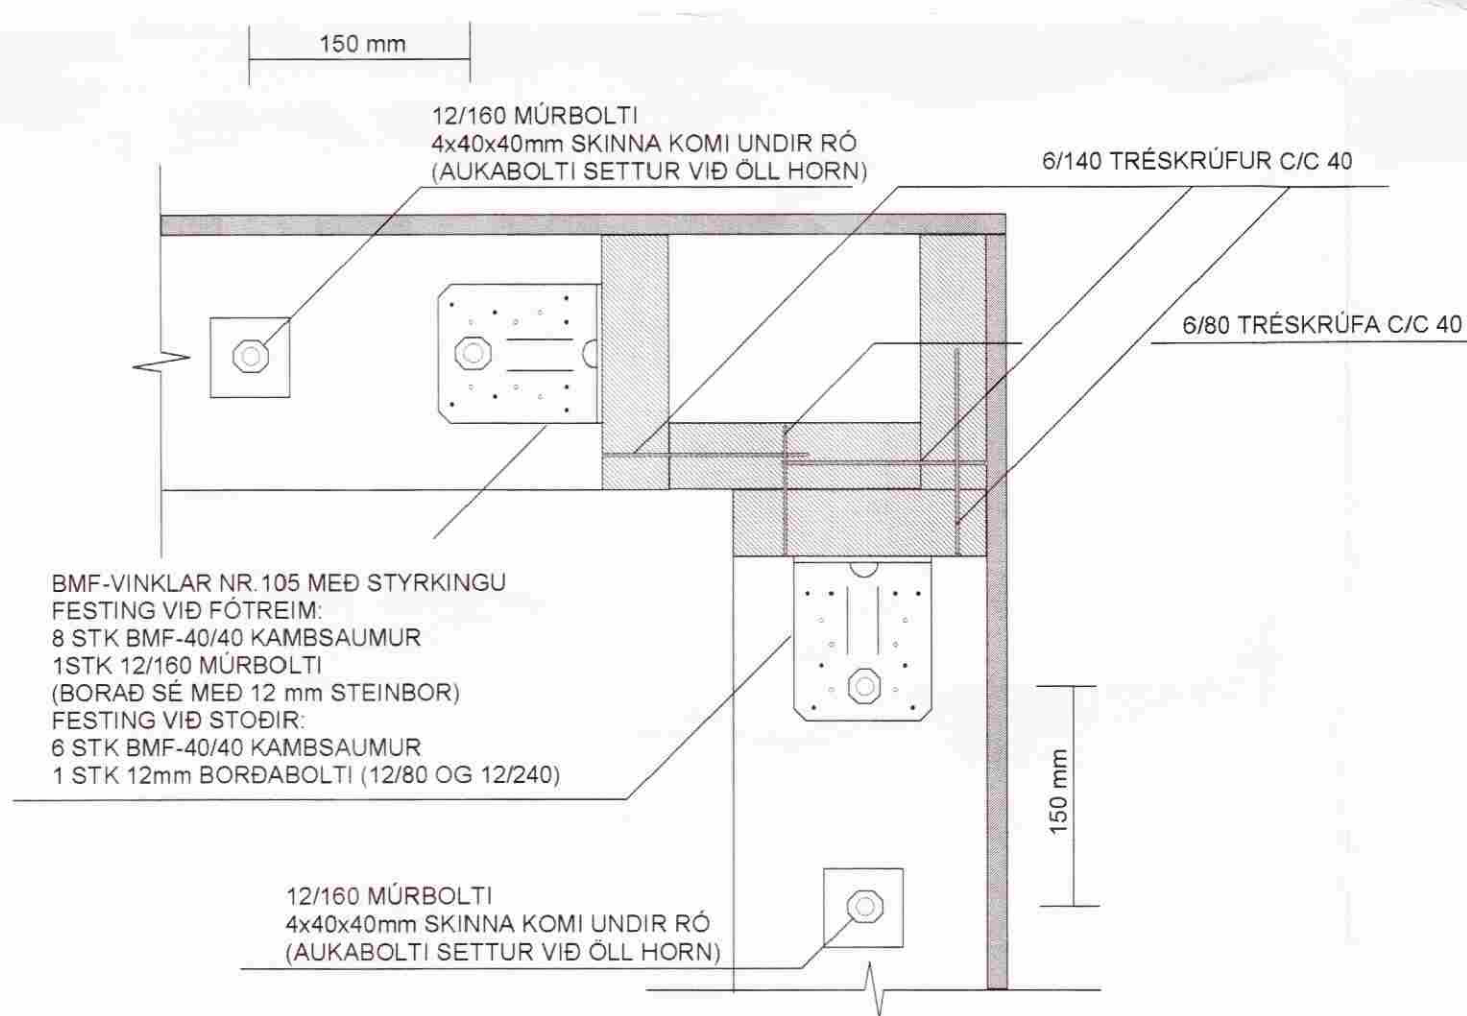 150 mm
12/160 MÚRBOLTI
4x40x40mm SKINNA KOMI UNDIR RÓ
(AUKABOLTI SETTUR VIÐ ÖLL HORN)
6/140 TRÉSKRÚFUR C/C 40
6/80 TRÉSKRÚFA C/C 40
BMF-VINKLAR NR.105 MEÐ STYRKINGU
FESTING VIÐ FÓTREIM:
8 STK BMF-40/40 KAMBSAUMUR
1STK 12/160 MÚRBOLTI
(BORAÐ SÉ MEÐ 12 mm STEINBOR)
FESTING VIÐ STOÐIR:
6 STK BMF-40/40 KAMBSAUMUR
1 STK 12mm BORÐABOLTI (12/80 OG 12/240)
150 mm
12/160 MÚRBOLTI
4x40x40mm SKINNA KOMI UNDIR RÓ
(AUKABOLTI SETTUR VIÐ ÖLL HORN)